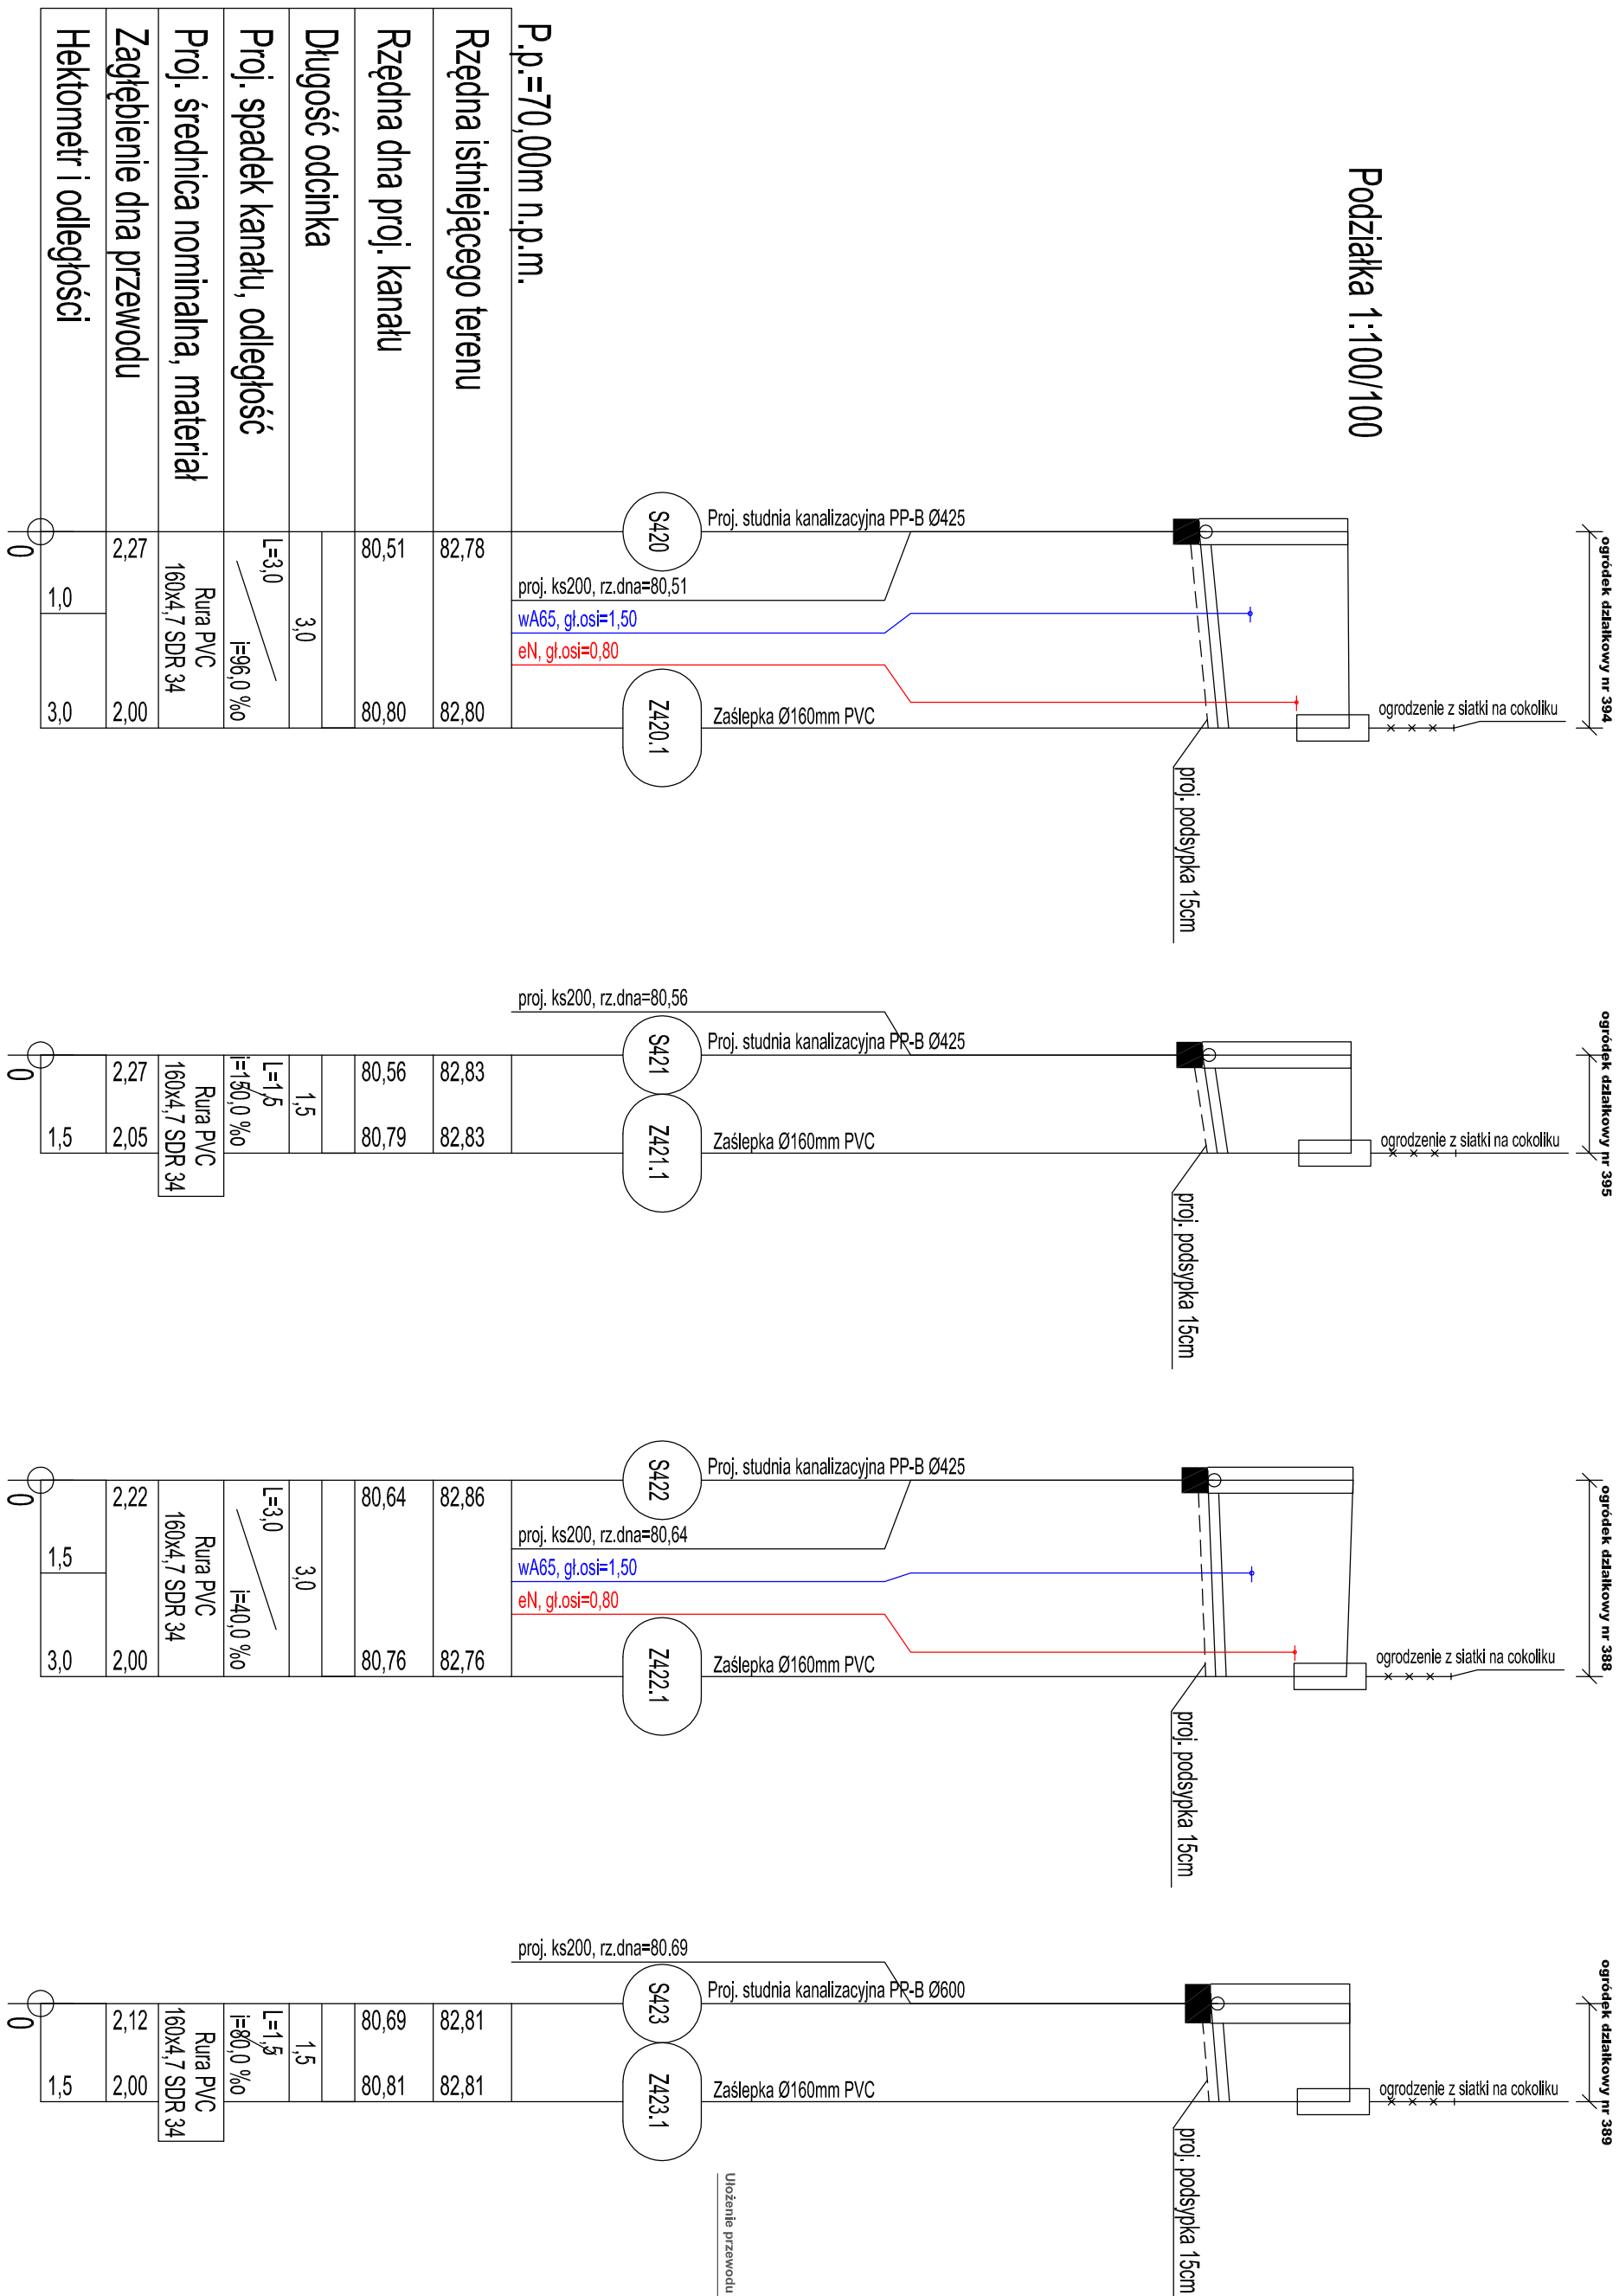 Podziałka 1:100/100
P.p.=70,00m n.p.m.
Rzędna istniejącego terenu
Rzędna dna proj. kanału
Długość odcinka
Proj. spadek kanału, odległość
Proj. średnica nominalna, materiał
Zagłębienie dna przewodu
Hektometr i odległości
ogródek działkowy nr 394
ogrodzenie z siatki na cokoliku
proj. podsypka 15cm
Proj. studnia kanalizacyjna PP-B Ø425
S420
proj. ks200, rz.dna=80,51
wA65, gł.osi=1,50
eN, gł.osi=0,80
Zaślepka Ø160mm PVC
Z420.1
82,78 82,80
80,51 80,80
3,0
L=3,0
i=96,0 ‰
Rura PVC
160x4,7 SDR 34
2,27 2,00
1,0 3,0
0
ogródek działkowy nr 395
ogrodzenie z siatki na cokoliku
proj. podsypka 15cm
proj. ks200, rz.dna=80,56
Proj. studnia kanalizacyjna PP-B Ø425
S421
Zaślepka Ø160mm PVC
Z421.1
82,83 82,83
80,56 80,79
1,5
L=1,5
i=150,0 ‰
Rura PVC
160x4,7 SDR 34
2,27 2,05
1,5
0
ogródek działkowy nr 388
ogrodzenie z siatki na cokoliku
proj. podsypka 15cm
Proj. studnia kanalizacyjna PP-B Ø425
S422
proj. ks200, rz.dna=80,64
wA65, gł.osi=1,50
eN, gł.osi=0,80
Zaślepka Ø160mm PVC
Z422.1
82,86 82,76
80,64 80,76
3,0
L=3,0
i=40,0 ‰
Rura PVC
160x4,7 SDR 34
2,22 2,00
1,5 3,0
0
ogródek działkowy nr 389
ogrodzenie z siatki na cokoliku
proj. podsypka 15cm
proj. ks200, rz.dna=80.69
Proj. studnia kanalizacyjna PP-B Ø600
S423
Zaślepka Ø160mm PVC
Z423.1
82,81 82,81
80,69 80,81
1,5
L=1,5
i=80,0 ‰
Rura PVC
160x4,7 SDR 34
2,12 2,00
1,5
0
Ułożenie przewodu